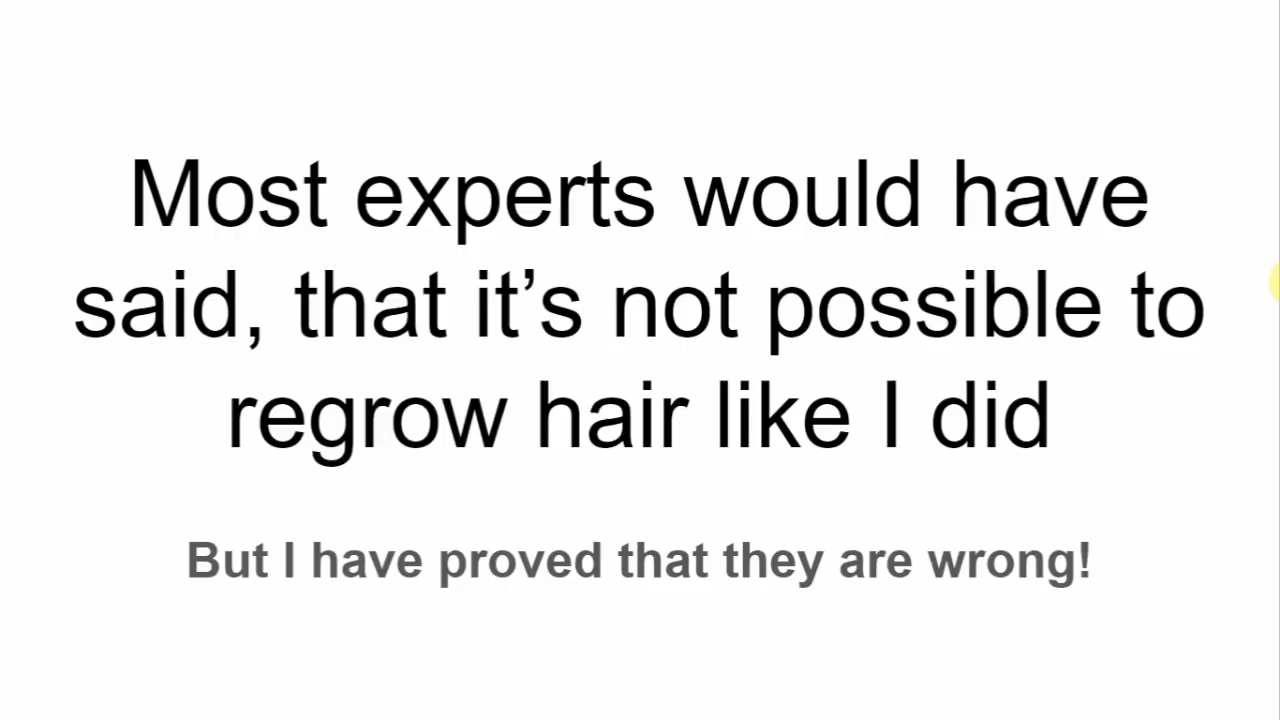 Most experts would have
said, that it’s not possible to
regrow hair like I did
But I have proved that they are wrong!